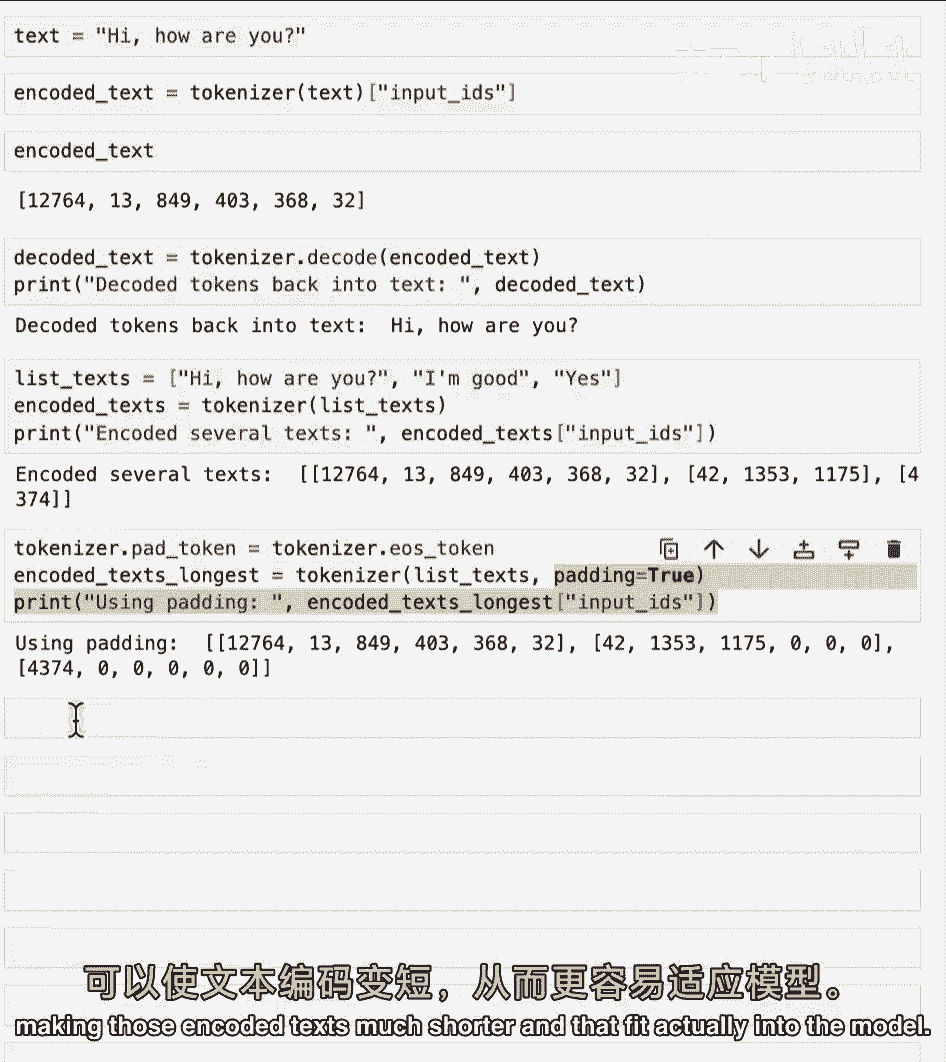 text = "Hi, how are you?"
encoded_text = tokenizer(text)["input_ids"]
encoded_text
[12764, 13, 849, 403, 368, 32]
decoded_text = tokenizer.decode(encoded_text)
print("Decoded tokens back into text: ", decoded_text)
Decoded tokens back into text:  Hi, how are you?
list_texts = ["Hi, how are you?", "I'm good", "Yes"]
encoded_texts = tokenizer(list_texts)
print("Encoded several texts: ", encoded_texts["input_ids"])
Encoded several texts:  [[12764, 13, 849, 403, 368, 32], [42, 1353, 1175], [4
374]]
tokenizer.pad_token = tokenizer.eos_token
encoded_texts_longest = tokenizer(list_texts, padding=True)
print("Using padding: ", encoded_texts_longest["input_ids"])
Using padding:  [[12764, 13, 849, 403, 368, 32], [42, 1353, 1175, 0, 0, 0],
[4374, 0, 0, 0, 0, 0]]
可以使文本编码变短，从而更容易适应模型。
making those encoded texts much shorter and that fit actually into the model.